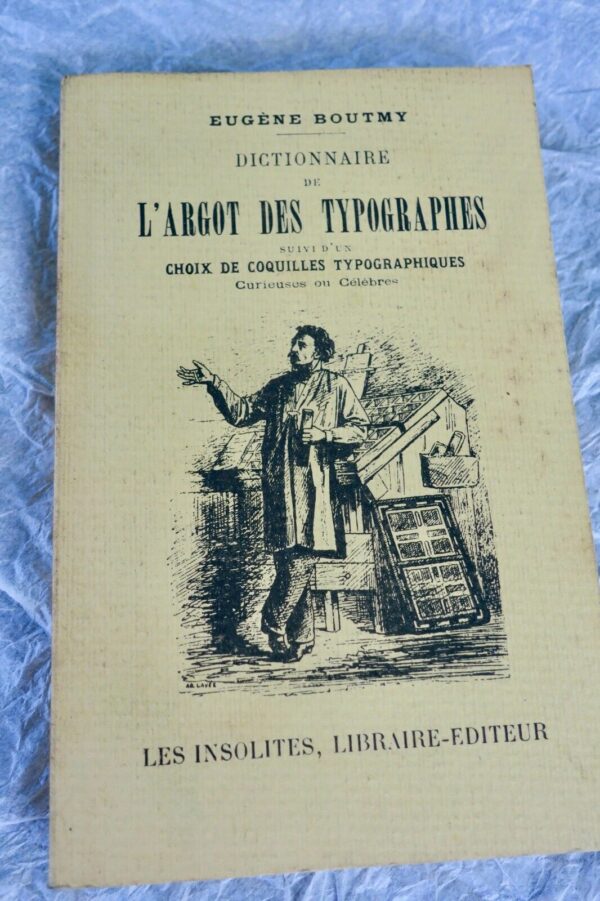 EUGÈNE BOUTMY
DICTIONNAIRE
DE
L'ARGOT DES TYPOGRAPHES
SUIVI D'UN
CHOIX DE COQUILLES TYPOGRAPHIQUES
Curieuses ou Célèbres
LES INSOLITES, LIBRAIRE-EDITEUR